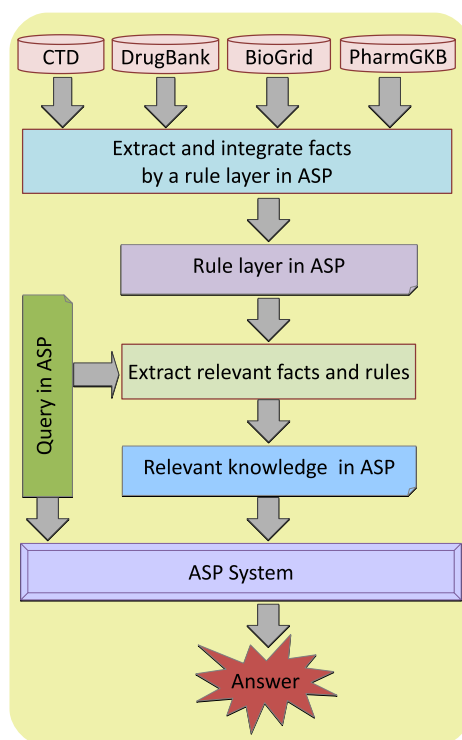 CTD
DrugBank
BioGrid
PharmGKB
Extract and integrate facts
by a rule layer in ASP
Rule layer in ASP
Query in ASP
Extract relevant facts and rules
Relevant knowledge in ASP
ASP System
Answer